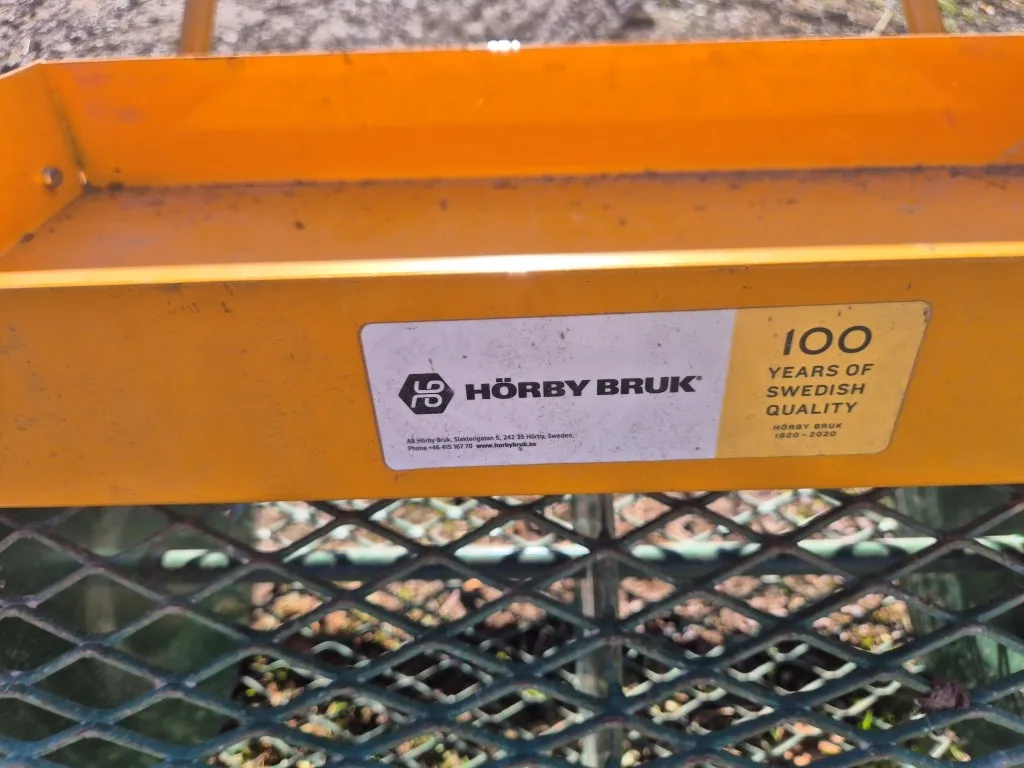 HÖRBY BRUK®
AB Hörby Bruk, Slakterigatan 5, 242 35 Hörby, Sweden.
Phone +46 415 167 70 www.horbybruk.se
100
YEARS OF
SWEDISH
QUALITY
HÖRBY BRUK
1920-2020